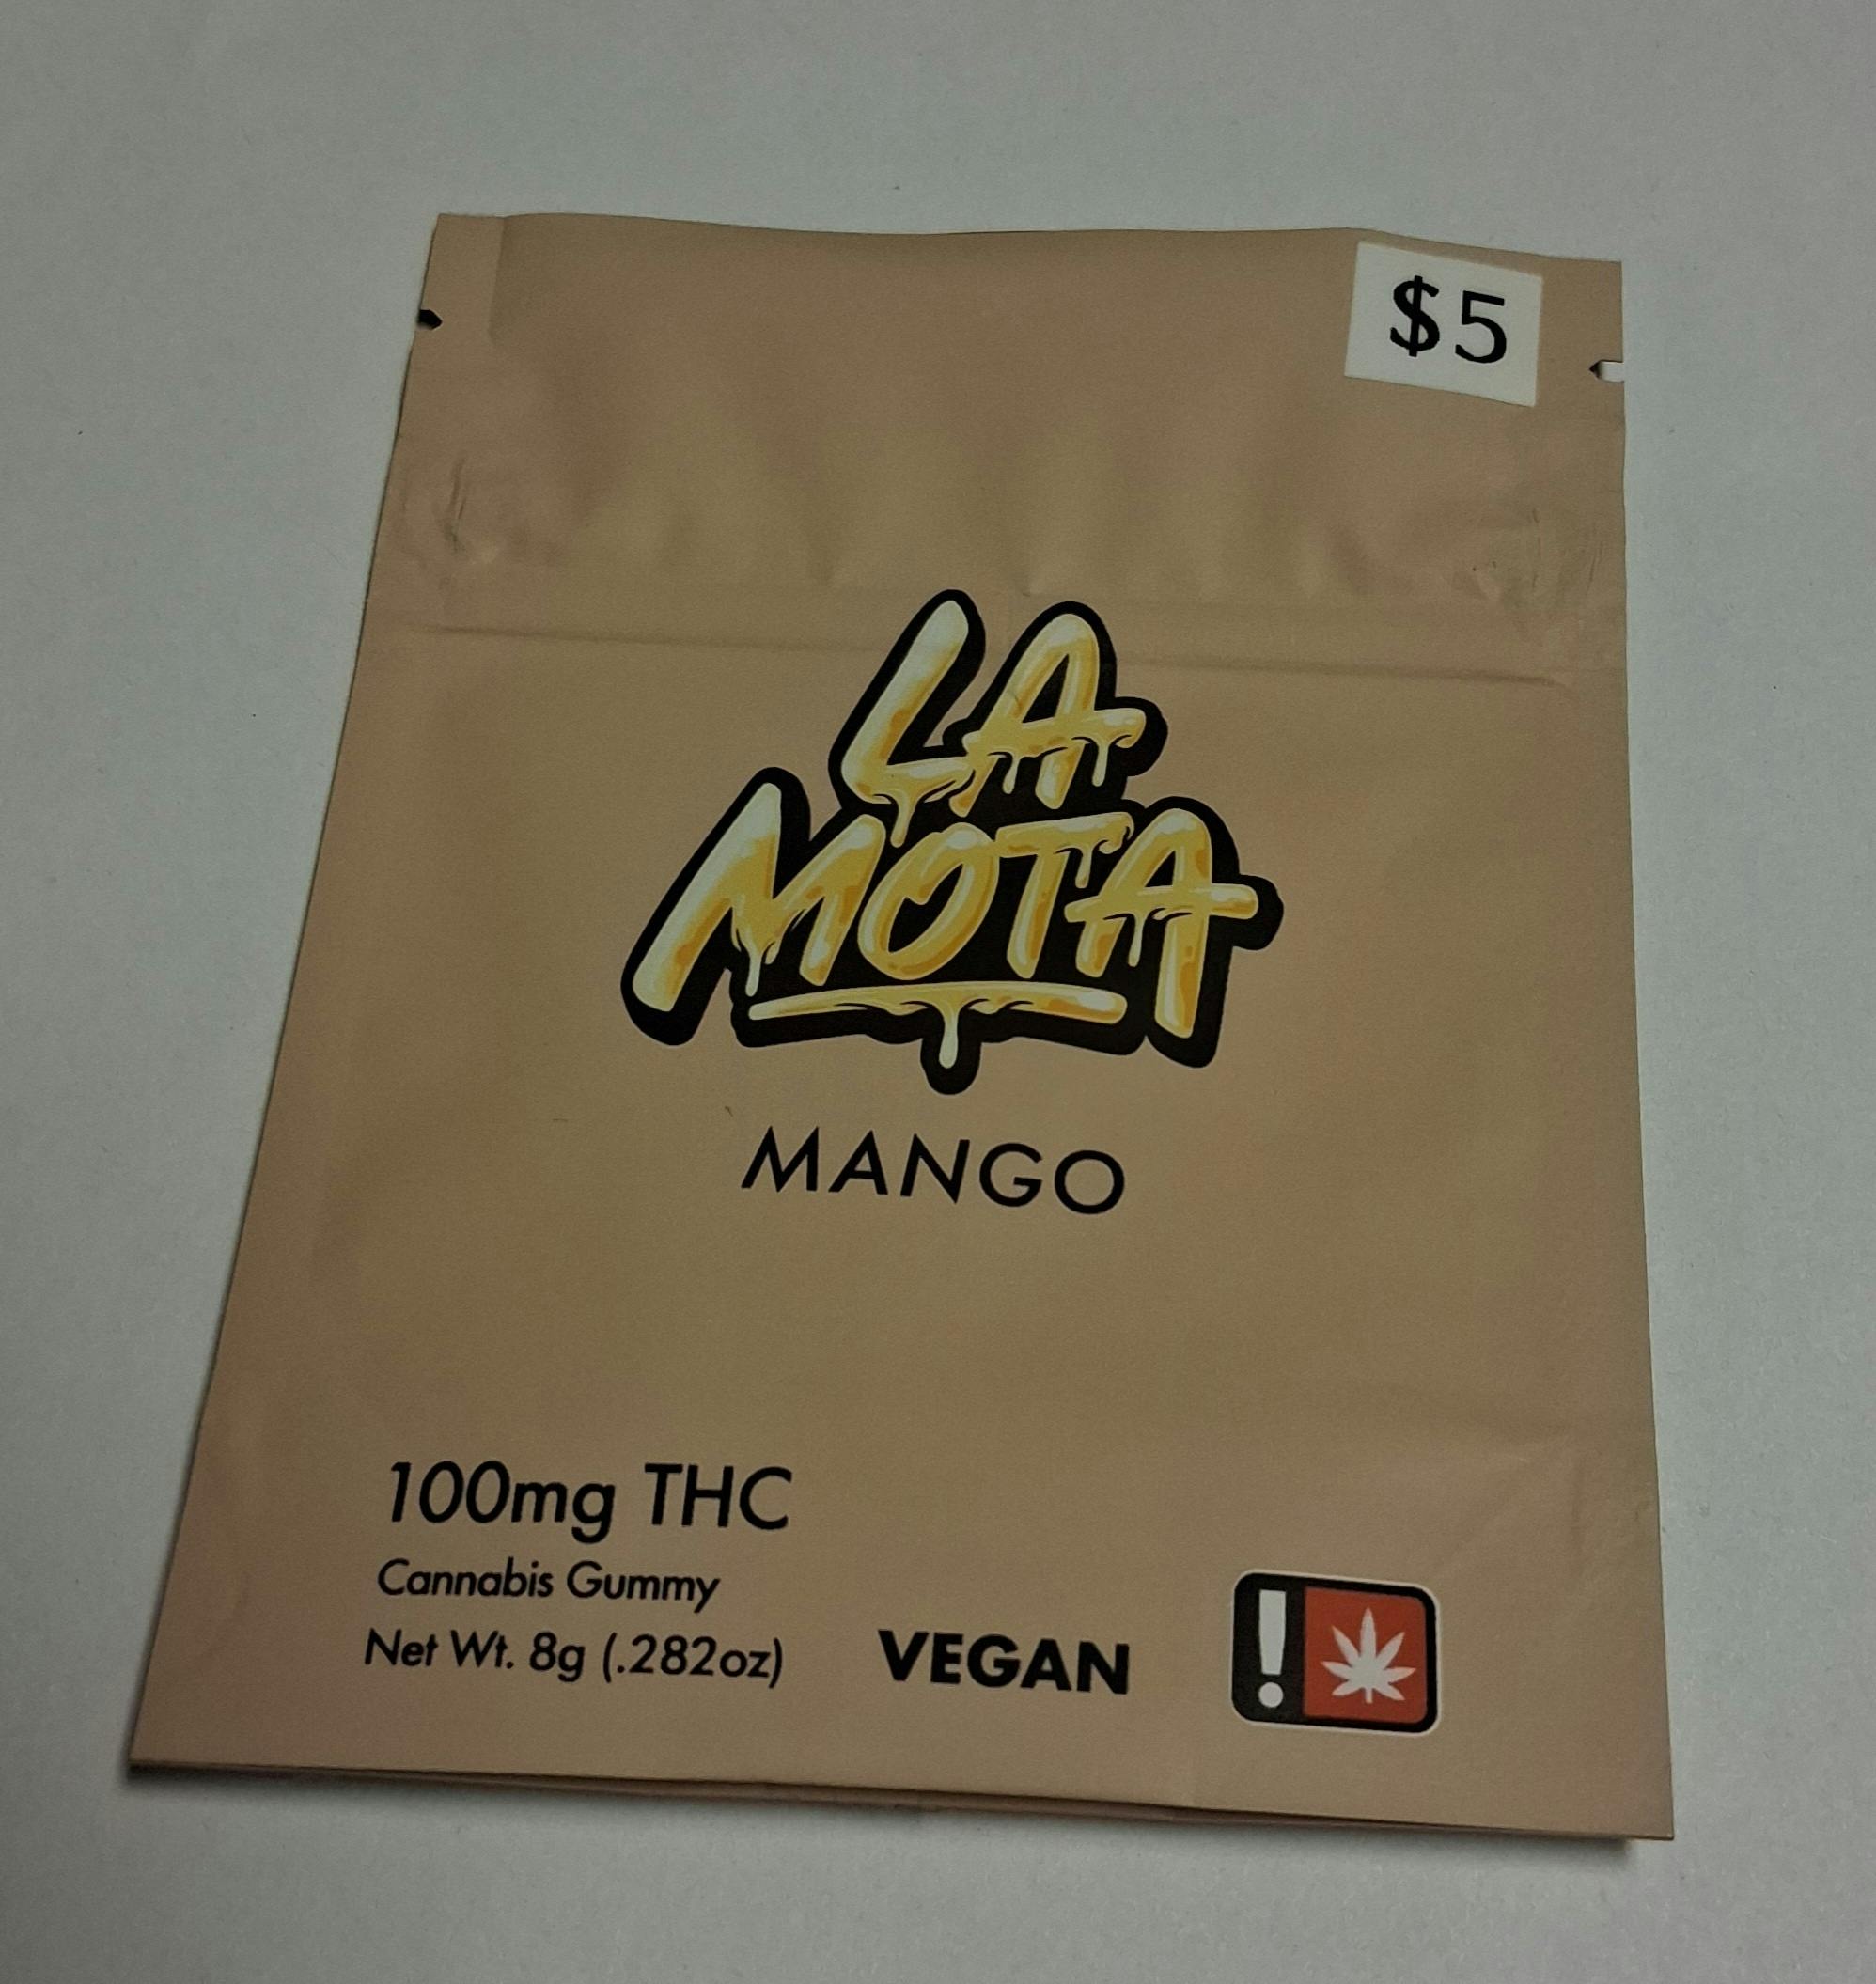 $5
LA
MOTA
MANGO
100mg THC
Cannabis Gummy
Net Wt. 8g (.282oz)
VEGAN
!